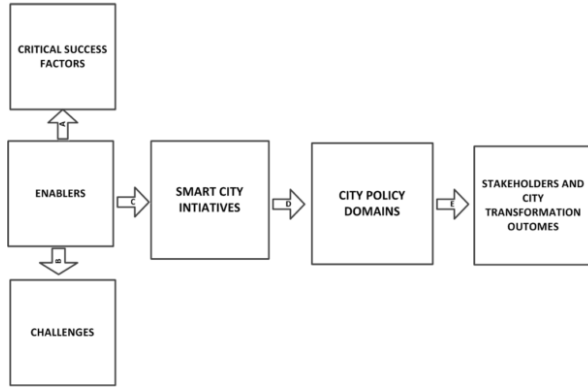 CRITICAL SUCCESS
FACTORS
A
ENABLERS
C
SMART CITY
INTIATIVES
D
CITY POLICY
DOMAINS
E
STAKEHOLDERS AND
CITY
TRANSFORMATION
OUTOMES
B
CHALLENGES